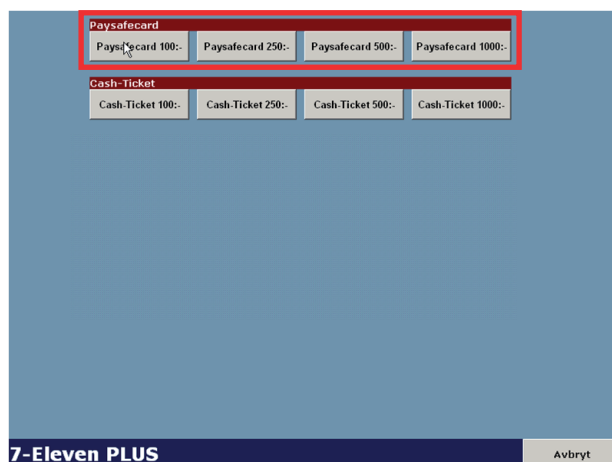 Paysafecard
Paysafecard 100:- Paysafecard 250:- Paysafecard 500:- Paysafecard 1000:-
Cash-Ticket
Cash-Ticket 100:- Cash-Ticket 250:- Cash-Ticket 500:- Cash-Ticket 1000:-
7-Eleven PLUS Avbryt